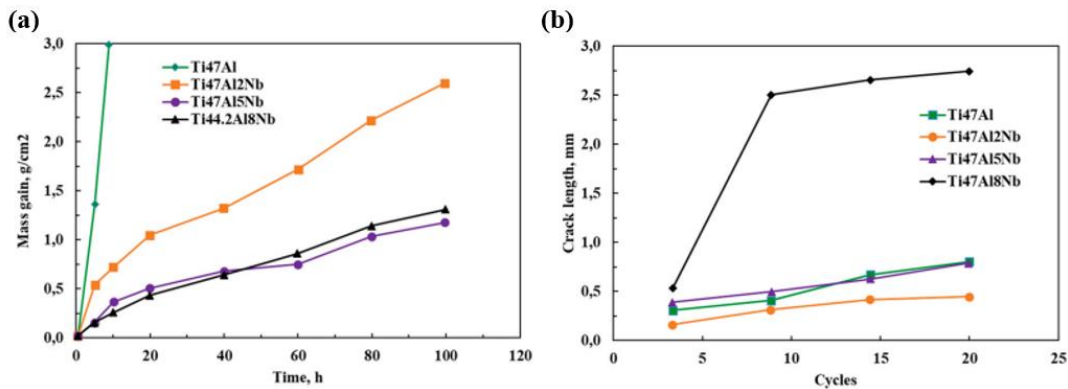 (a)
3,0
2,5
2,0
1,5
1,0
0,5
0,0
Mass gain, g/cm2
Ti47Al
Ti47Al2Nb
Ti47Al5Nb
Ti44.2Al8Nb
0 20 40 60 80 100 120
Time, h
(b)
3,0
2,5
2,0
1,5
1,0
0,5
0,0
Crack length, mm
Ti47Al
Ti47Al2Nb
Ti47Al5Nb
Ti47Al8Nb
0 5 10 15 20 25
Cycles